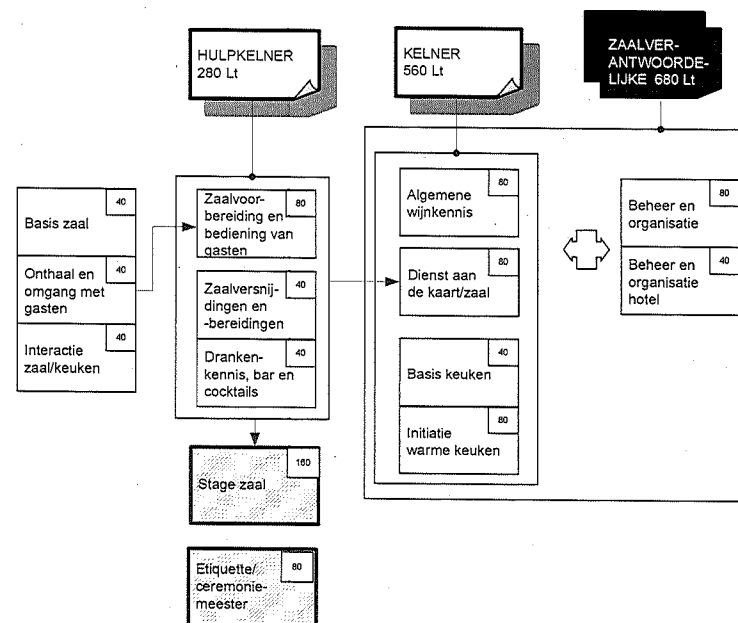 HULPKELNER
280 Lt
KELNER
560 Lt
ZAALVER-
ANTWOORDE-
LIJKE 680 Lt
40
Basis zaal
40
Onthaal en
omgang met
gasten
40
Interactie
zaal/keuken
80
Zaalvoor-
bereiding en
bediening van
gasten
40
Zaalversnij-
dingen en
-bereidingen
40
Dranken-
kennis, bar en
cocktails
160
Stage zaal
80
Etiquette/
ceremonie-
meester
80
Algemene
wijnkennis
80
Dienst aan
de kaart/zaal
40
Basis keuken
80
Initiatie
warme keuken
80
Beheer en
organisatie
40
Beheer en
organisatie
hotel